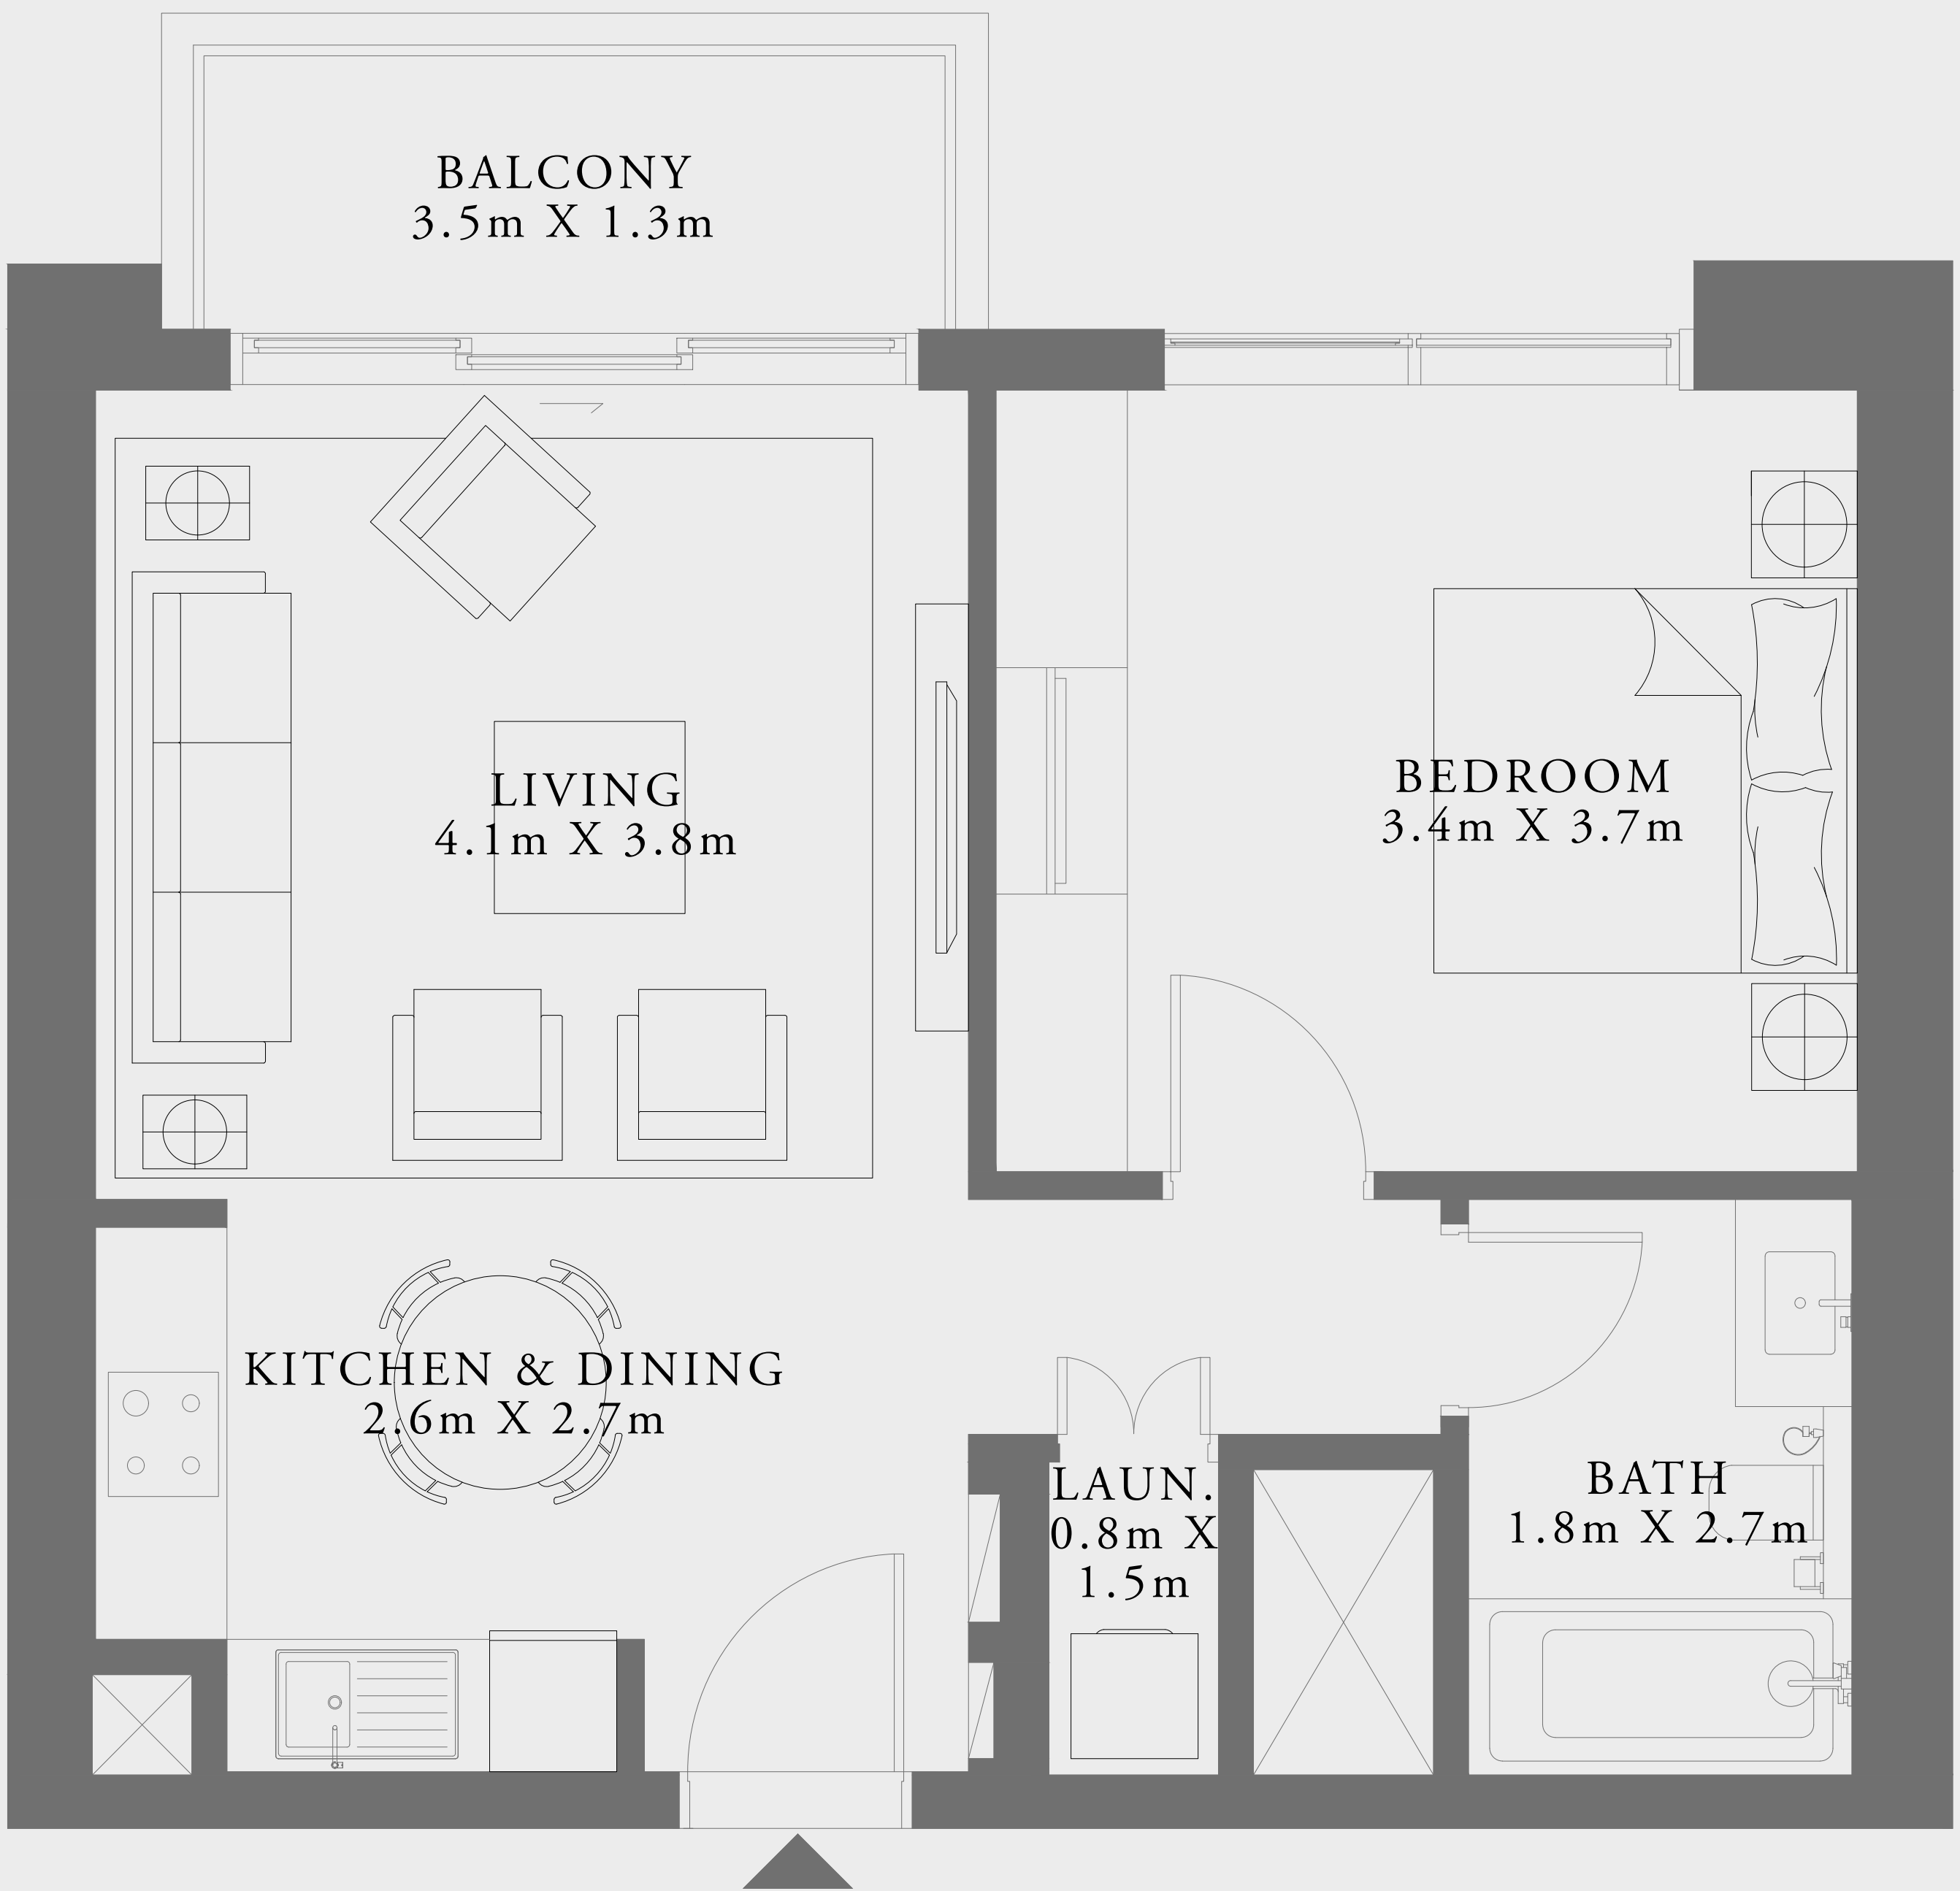 BALCONY
3.5m X 1.3m
LIVING
4.1m X 3.8m
BEDROOM
3.4m X 3.7m
KITCHEN & DINING
2.6m X 2.7m
LAUN.
0.8m X
1.5m
BATH
1.8m X 2.7m